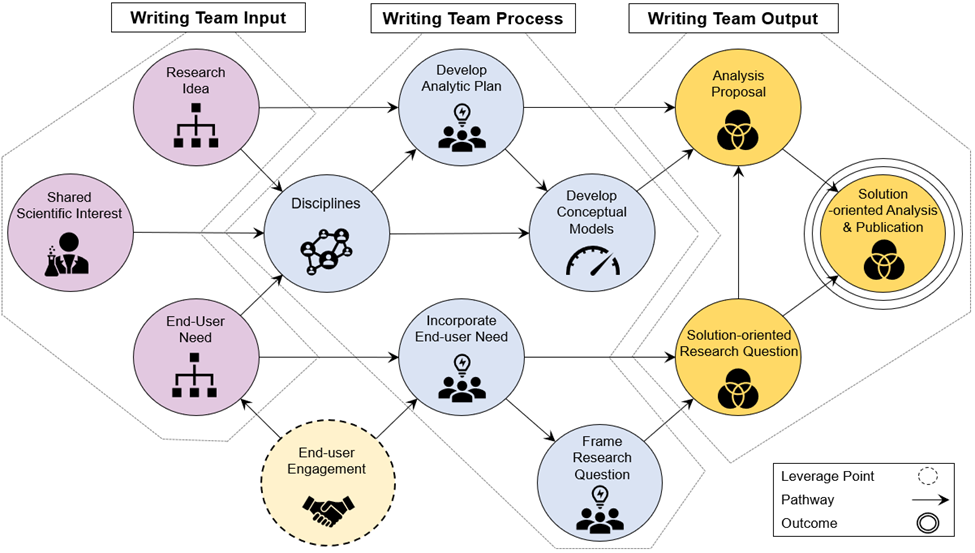 Writing Team Input
Writing Team Process
Writing Team Output
Research
Idea
Develop
Analytic Plan
Analysis
Proposal
Shared
Scientific Interest
Disciplines
Develop
Conceptual
Models
Solution
-oriented Analysis
& Publication
End-User
Need
Incorporate
End-user Need
Solution-oriented
Research Question
End-user
Engagement
Frame
Research
Question
Leverage Point
Pathway
Outcome